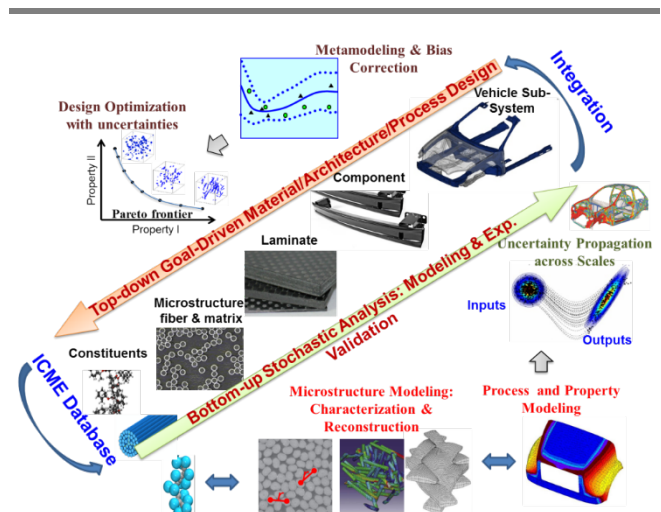 Metamodeling & Bias
Correction
Integration
Design Optimization
with uncertainties
Vehicle Sub-
System
Property II
Pareto frontier
Property I
Component
Top-down Goal-Driven Material/Architecture/Process Design
Laminate
Uncertainty Propagation
across Scales
Microstructure
fiber & matrix
Inputs
Outputs
Constituents
Bottom-up Stochastic Analysis: Modeling & Exp.
Validation
ICME Database
Microstructure Modeling:
Characterization &
Reconstruction
Process and Property
Modeling